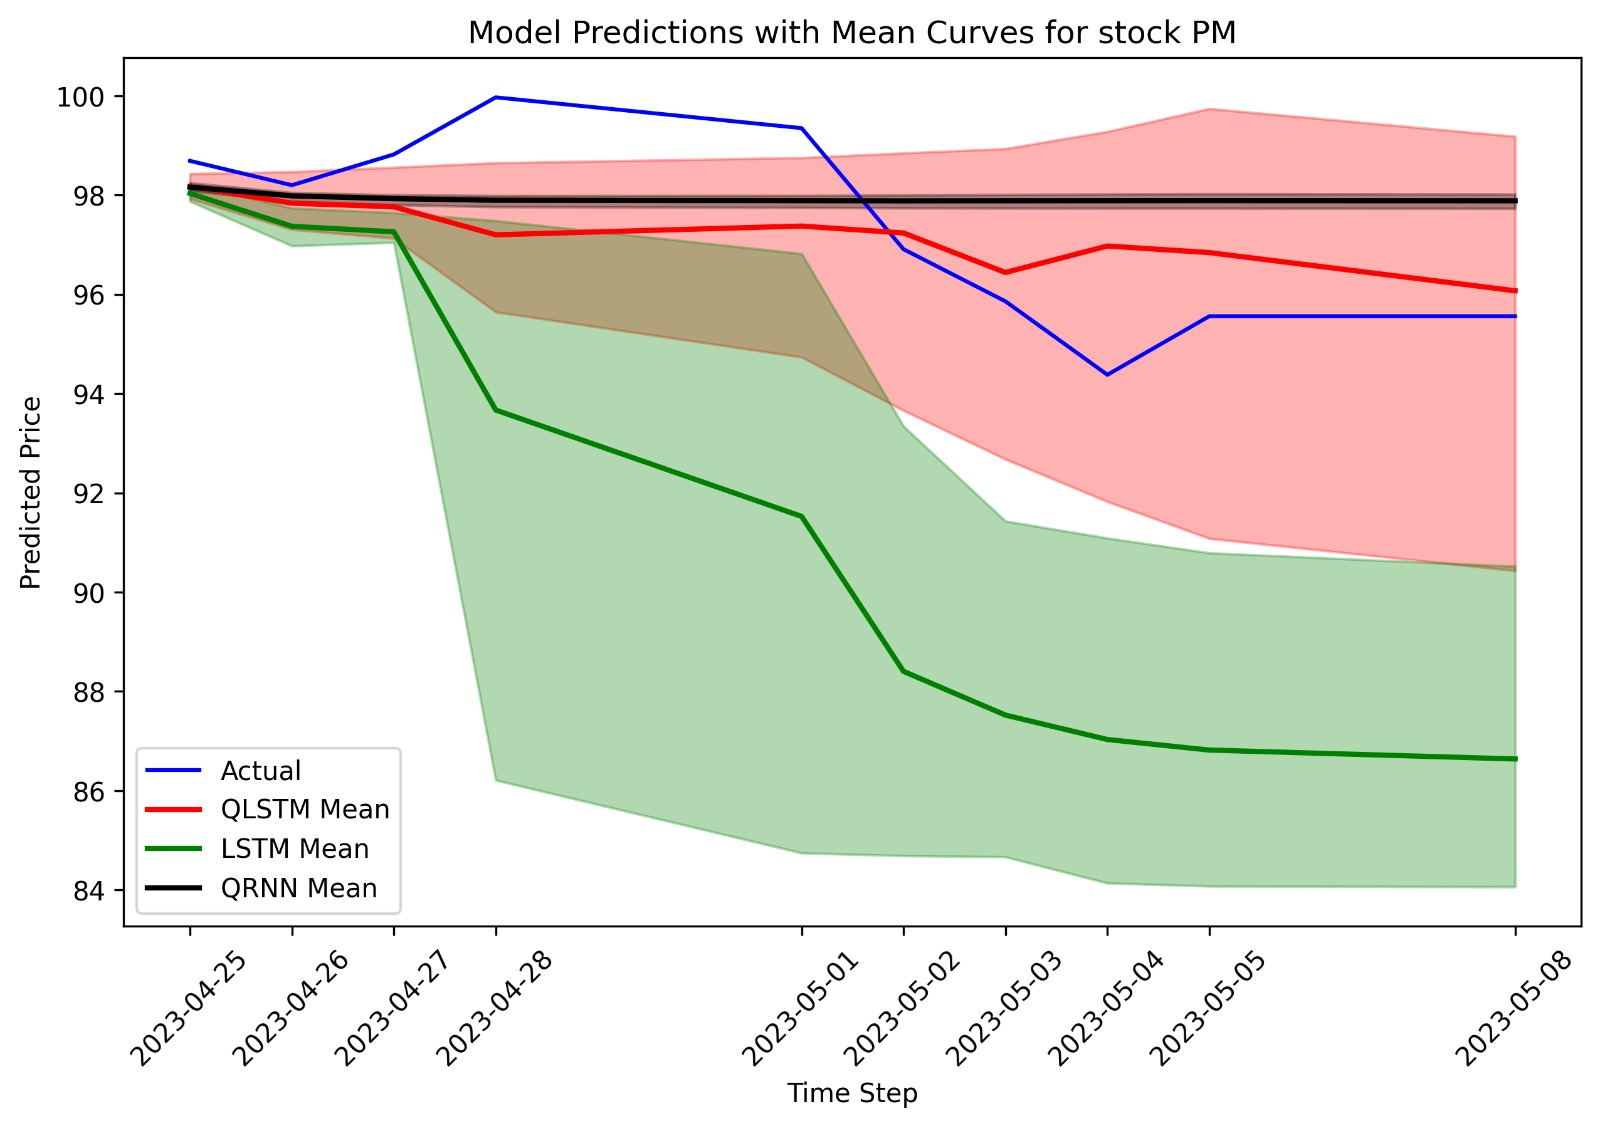 Model Predictions with Mean Curves for stock PM
100
98
96
94
92
90
88
86
84
Predicted Price
Actual
QLSTM Mean
LSTM Mean
QRNN Mean
2023-04-25
2023-04-26
2023-04-27
2023-04-28
2023-05-01
2023-05-02
2023-05-03
2023-05-04
2023-05-05
2023-05-08
Time Step